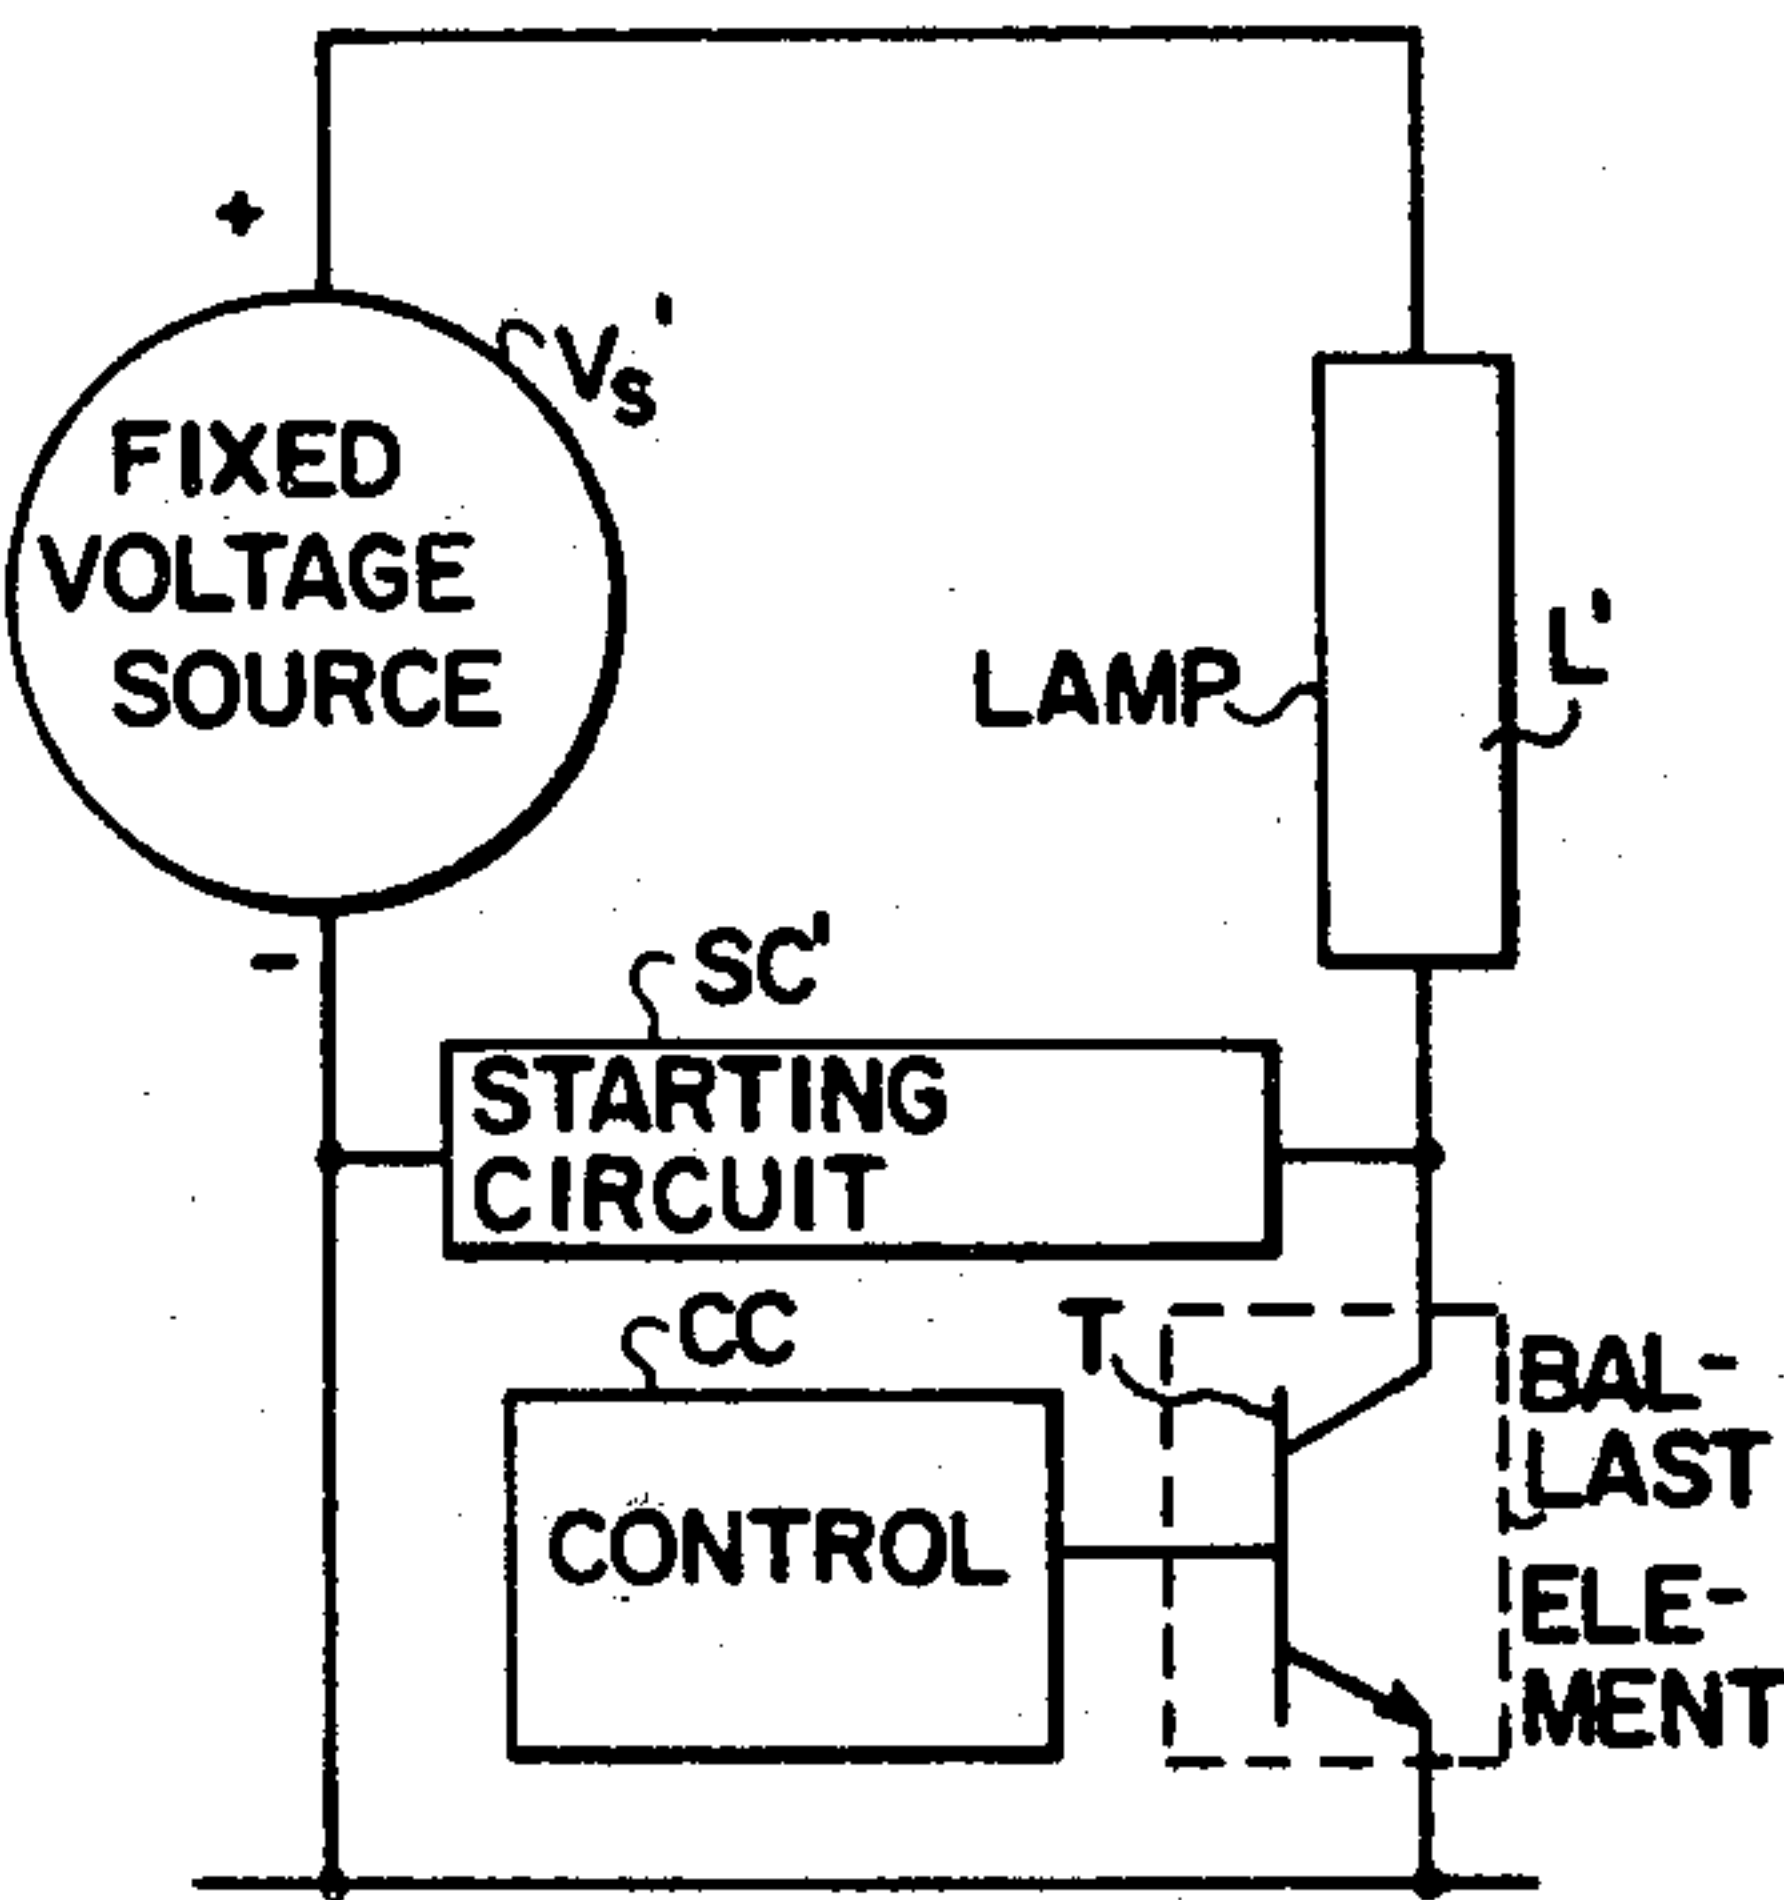 +
Vs'
FIXED
VOLTAGE
SOURCE
LAMP
L'
-
SC'
STARTING
CIRCUIT
CC
T
CONTROL
BAL-
LAST
ELE-
MENT